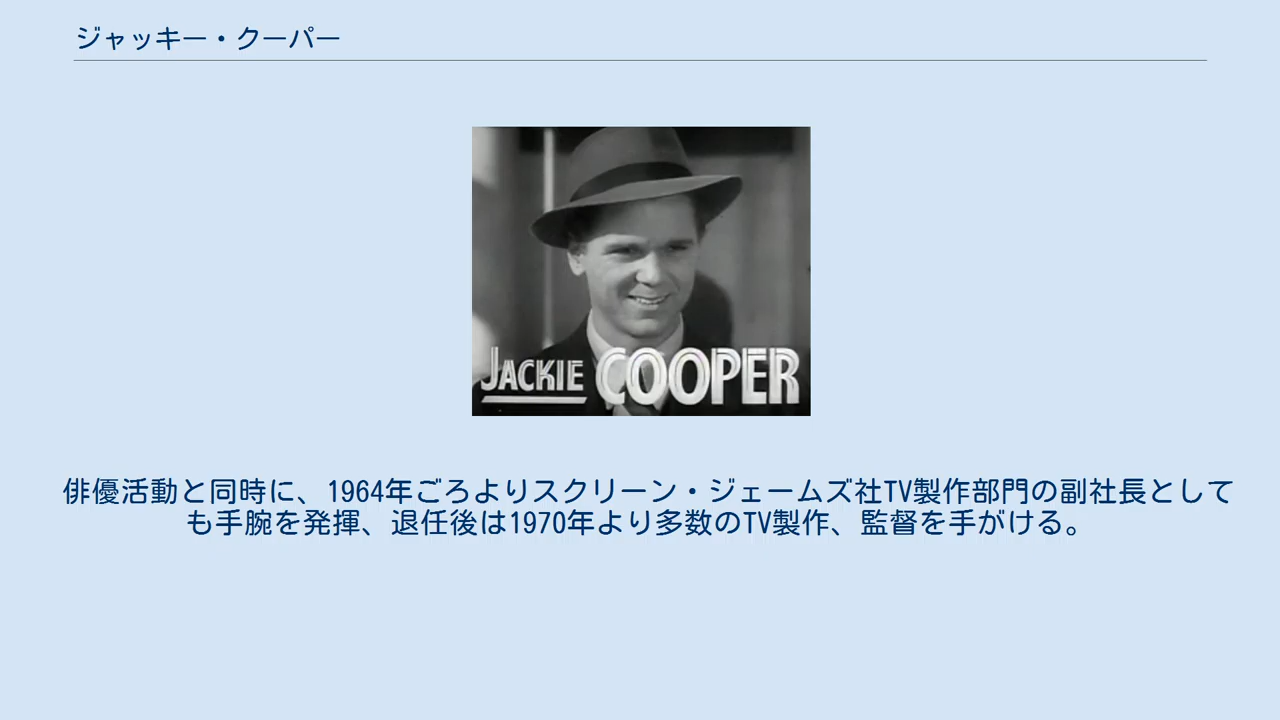 ジャッキー・クーパー
JACKIE COOPER
俳優活動と同時に、1964年ごろよりスクリーン・ジェームズ社TV製作部門の副社長として
も手腕を発揮、退任後は1970年より多数のTV製作、監督を手がける。